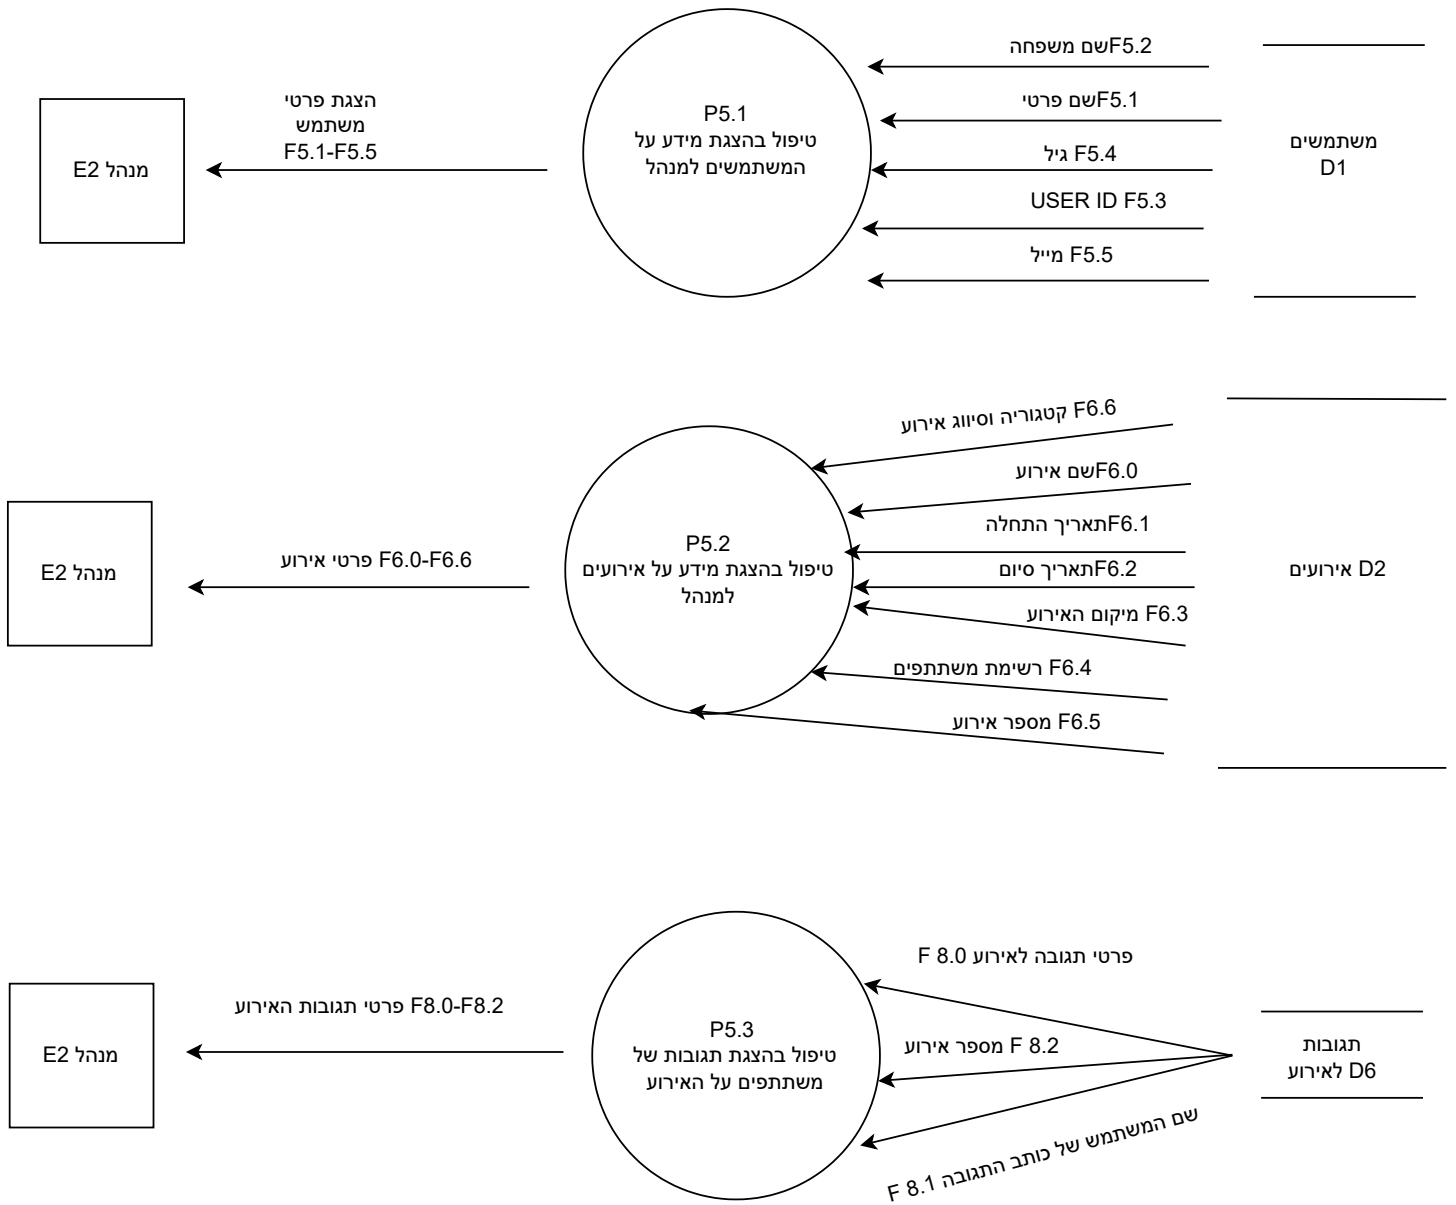 F5.2שם משפחה
F5.1שם פרטי
F5.4 גיל
USER ID F5.3
F5.5 מייל
משתמשים
D1
P5.1
טיפול בהצגת מידע על
המשתמשים למנהל
הצגת פרטי
משתמש
F5.1-F5.5
מנהל E2
F6.6 קטגוריה וסיווג אירוע
F6.0שם אירוע
F6.1תאריך התחלה
F6.2תאריך סיום
F6.3 מיקום האירוע
F6.4 רשימת משתתפים
F6.5 מספר אירוע
D2 אירועים
P5.2
טיפול בהצגת מידע על אירועים
למנהל
F6.0-F6.6 פרטי אירוע
מנהל E2
פרטי תגובה לאירוע F 8.0
F 8.2 מספר אירוע
שם המשתמש של כותב התגובה F 8.1
תגובות
D6 לאירוע
P5.3
טיפול בהצגת תגובות של
משתתפים על האירוע
F8.0-F8.2 פרטי תגובות האירוע
מנהל E2